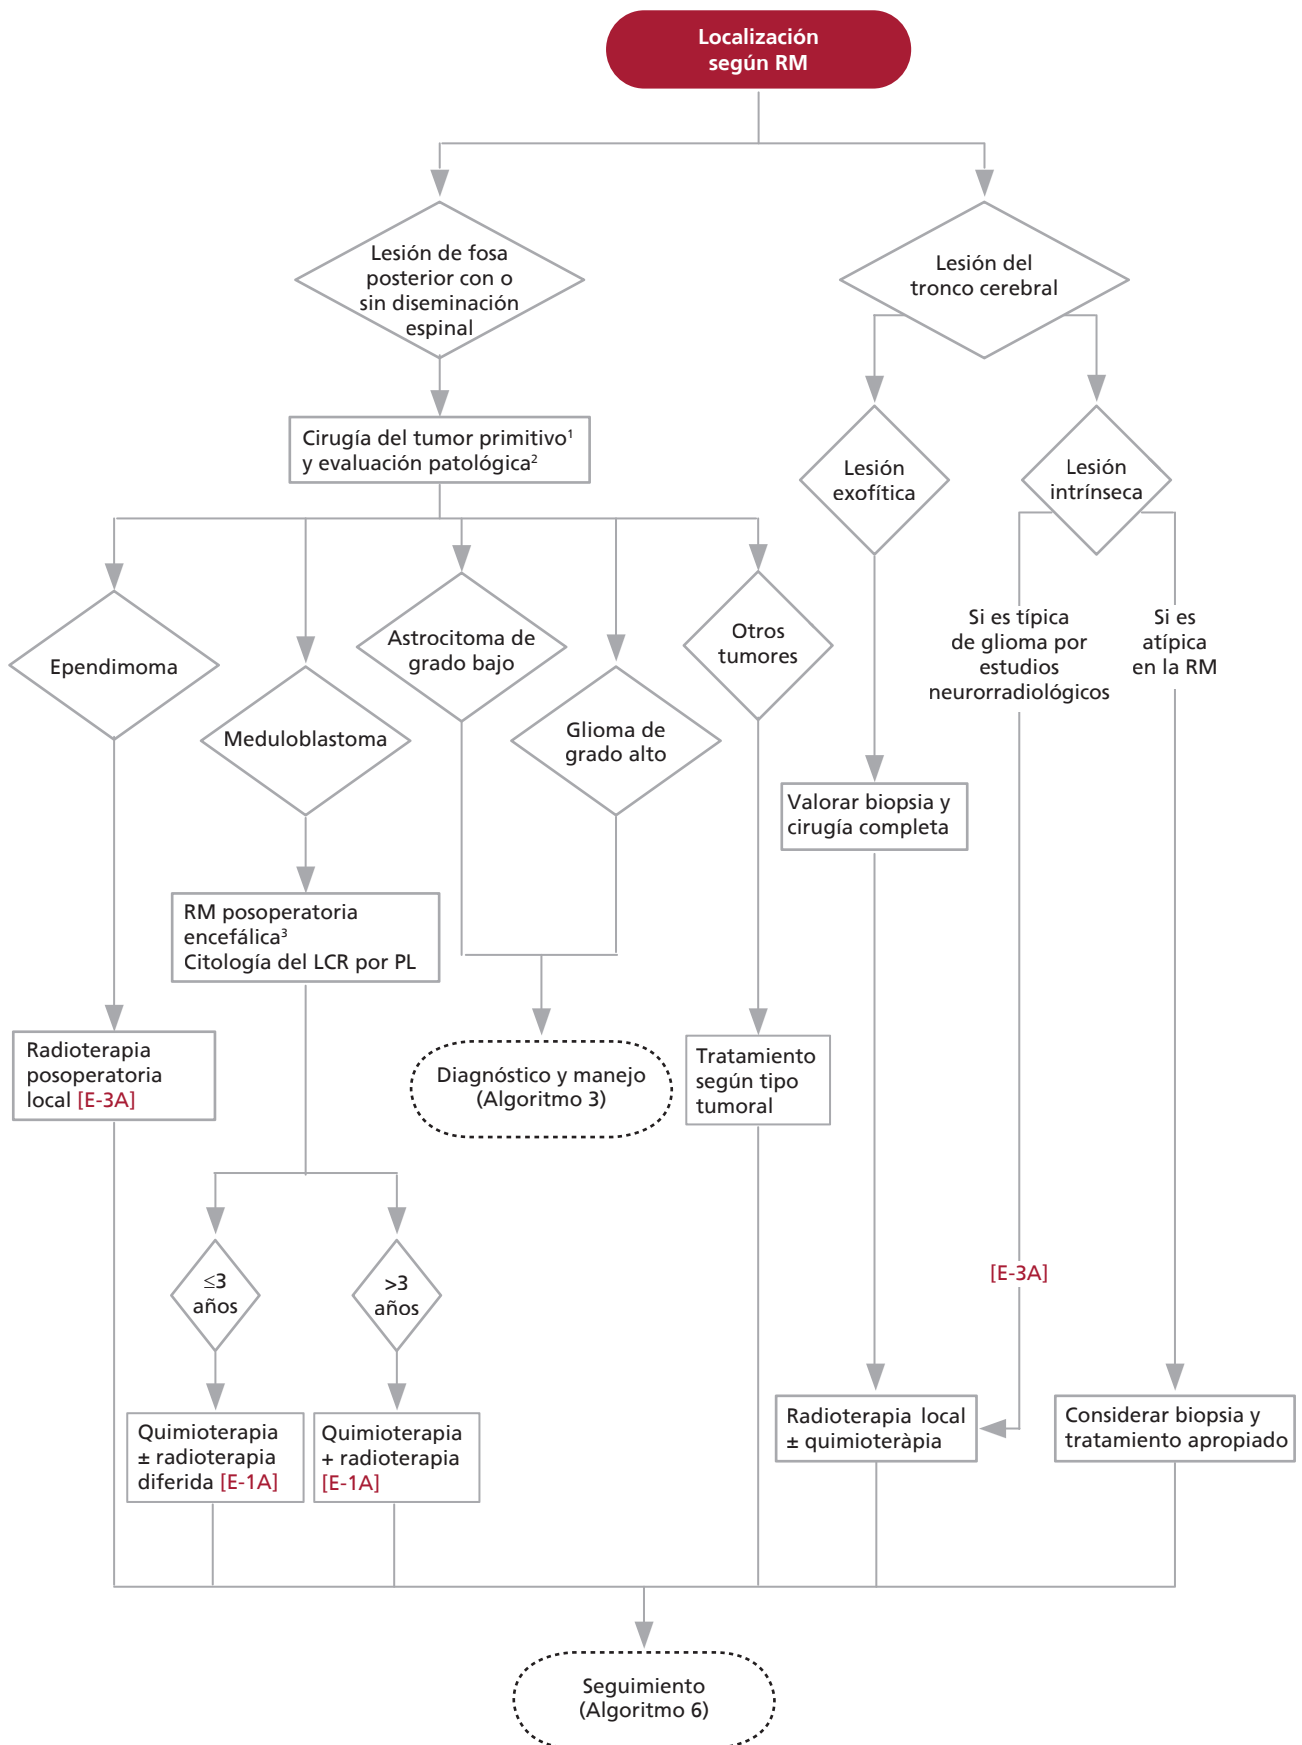 Localización
según RM
Lesión de fosa
posterior con o
sin diseminación
espinal
Lesión del
tronco cerebral
Cirugía del tumor primitivo¹
y evaluación patológica²
Lesión
exofítica
Lesión
intrínseca
Ependimoma
Meduloblastoma
Astrocitoma de
grado bajo
Glioma de
grado alto
Otros
tumores
Si es típica
de glioma por
estudios
neurorradiológicos
Si es
atípica
en la RM
Valorar biopsia y
cirugía completa
RM posoperatoria
encefálica³
Citología del LCR por PL
Radioterapia
posoperatoria
local [E-3A]
Diagnóstico y manejo
(Algoritmo 3)
Tratamiento
según tipo
tumoral
≤3
años
>3
años
[E-3A]
Quimioterapia
± radioterapia
diferida [E-1A]
Quimioterapia
+ radioterapia
[E-1A]
Radioterapia local
± quimioteràpia
Considerar biopsia y
tratamiento apropiado
Seguimiento
(Algoritmo 6)